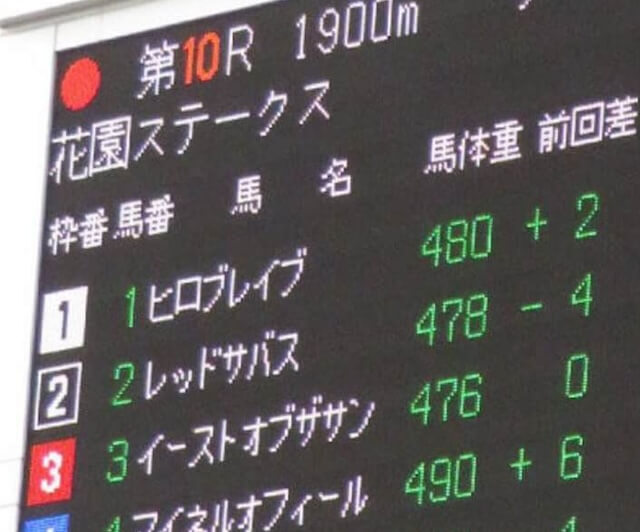 第10R 1900m
花園ステークス
枠番 馬番 馬名 馬体重 前回差
1 1 ヒロブレイブ 480 +2
2 2 レッドサバス 478 -4
3 3 イーストオブザサン 476 0
4 アイネルオフィール 490 +6